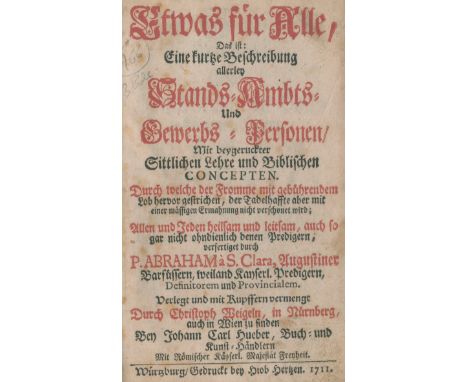 Etwas für Alle,
Das ist:
Eine kurtze Beschreibung
allerley
Stands-Ambts-
Und
Gewerbs-Personen/
Mit beygeruckter
Sittlichen Lehre und Biblischen
CONCEPTEN.
Durch welche der Fromme mit gebührendem
Lob hervor gestrichen, der Tadelhaffte aber mit
einer mässigen Ermahnung nicht verschonet wird;
Allen und Jeden heilsam und leitsam, auch so
gar nicht ohndienlich denen Predigern,
verfertiget durch
P. ABRAHAM à S. Clara, Augustiner
Barfüssern, weiland Kayserl. Predigern,
Definitorem und Provincialem.
Verlegt und mit Kupffern vermengt
Durch Christoph Weigeln, in Nürnberg,
auch in Wien zu finden
Bey Johann Carl Hueber, Buch- und
Kunst-Händlern
Mit Römischer Käyserl. Majestät Freyheit.
Würtzburg/ Gedruckt bey Hiob Hertzen. 1711.